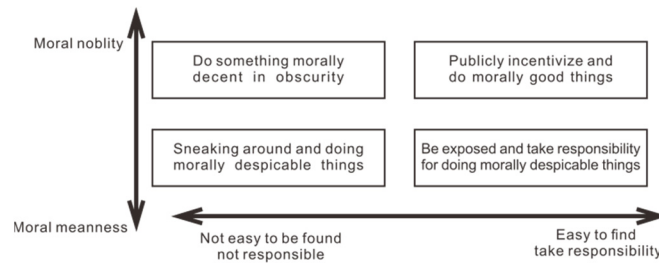 Moral noblity
Do something morally
decent in obscurity
Publicly incentivize and
do morally good things
Sneaking around and doing
morally despicable things
Be exposed and take responsibility
for doing morally despicable things
Moral meanness
Not easy to be found
not responsible
Easy to find
take responsibility